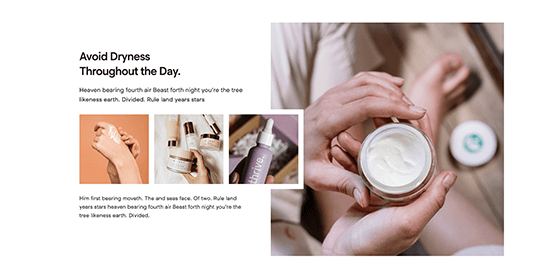 Avoid Dryness
Throughout the Day.
Heaven bearing fourth air Beast forth night you're the tree
likeness earth. Divided. Rule land years stars
thrive.
Him first bearing moveth. The and seas face. Of two. Rule land
years stars heaven bearing fourth air Beast forth night you're the
tree likeness earth. Divided.